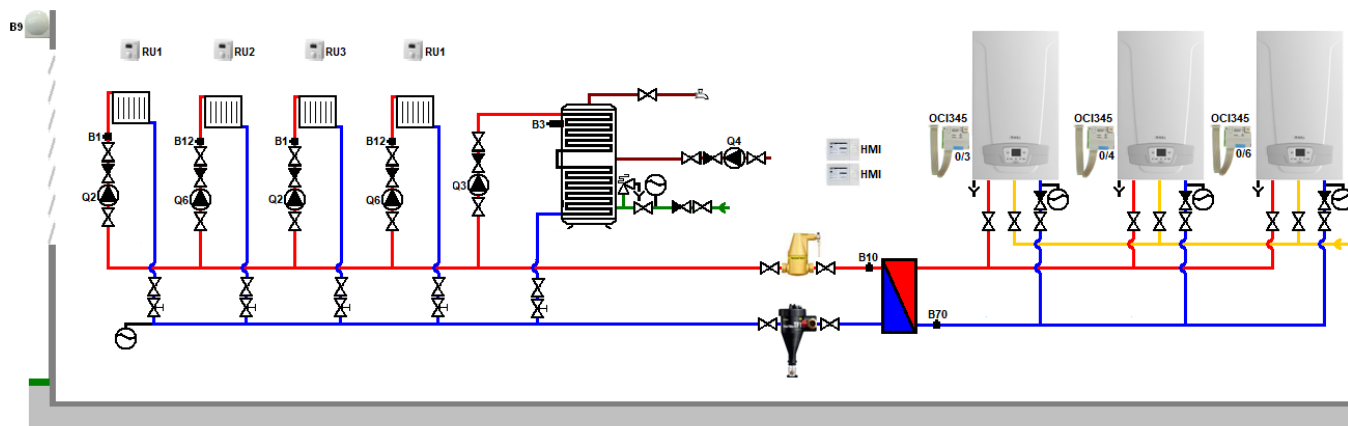 B9
RU1
RU2
RU3
RU1
OCI345
0/3
OCI345
0/4
OCI345
0/6
B1
B12
B1
B12
B3
Q4
HMI
HMI
Q2
Q6
Q2
Q6
Q3
B10
B70